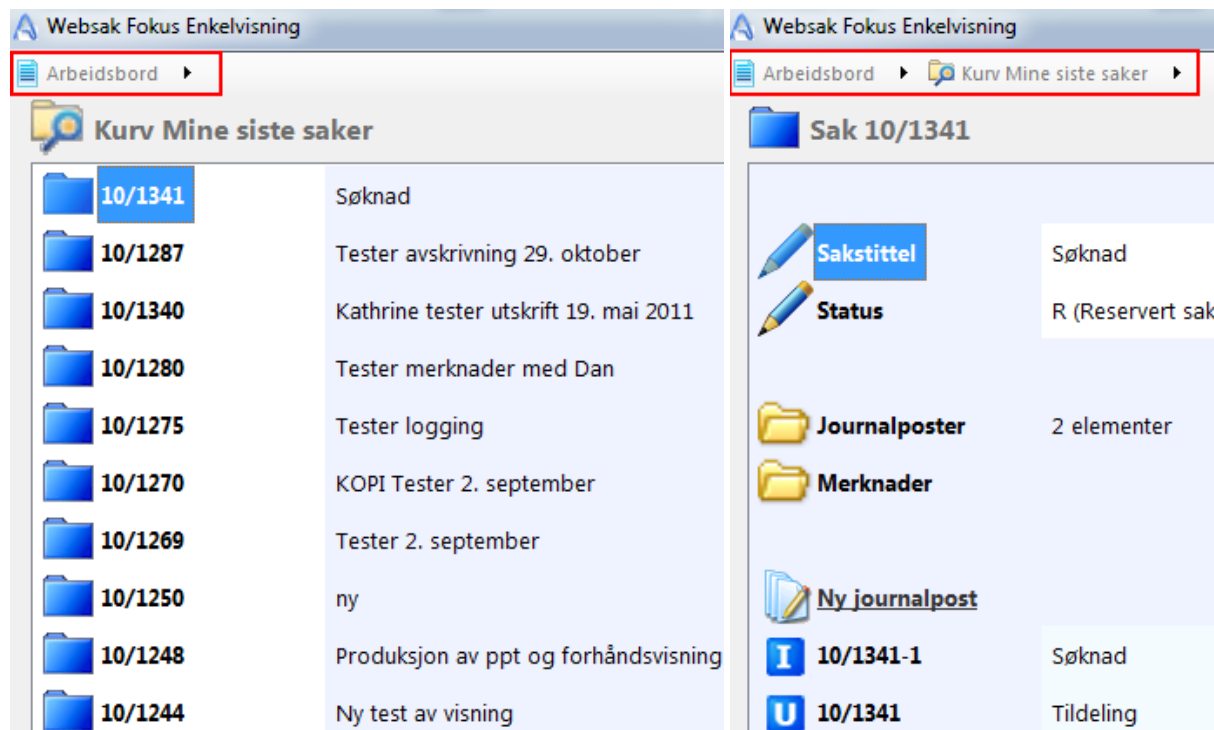 Websak Fokus Enkelvisning
Arbeidsbord
Kurv Mine siste saker
10/1341 Søknad
10/1287 Tester avskrivning 29. oktober
10/1340 Kathrine tester utskrift 19. mai 2011
10/1280 Tester merknader med Dan
10/1275 Tester logging
10/1270 KOPI Tester 2. september
10/1269 Tester 2. september
10/1250 ny
10/1248 Produksjon av ppt og forhåndsvisning
10/1244 Ny test av visning
Websak Fokus Enkelvisning
Arbeidsbord Kurv Mine siste saker
Sak 10/1341
Sakstittel Søknad
Status R (Reservert sak
Journalposter 2 elementer
Merknader
Ny journalpost
I 10/1341-1 Søknad
U 10/1341 Tildeling